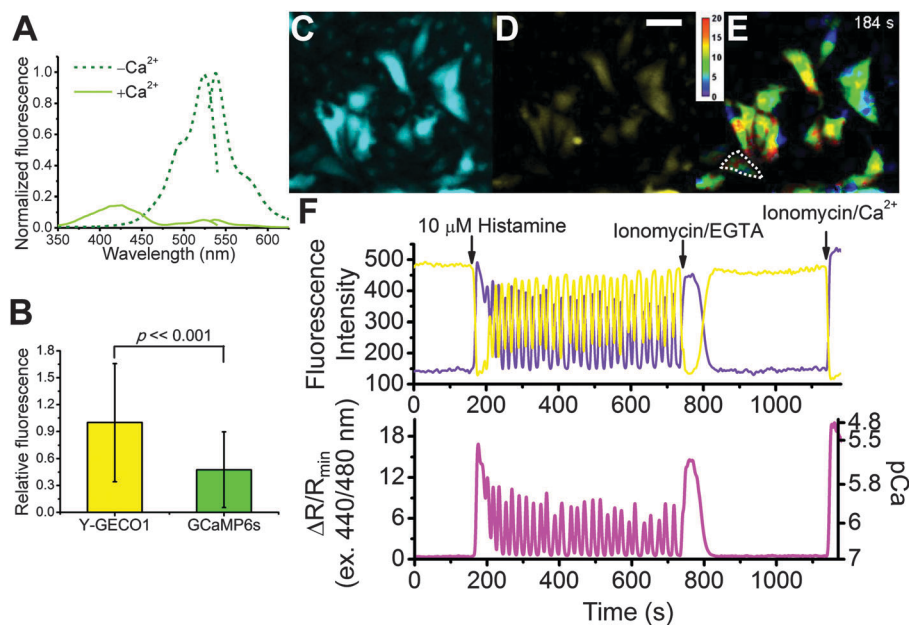 A
−Ca²⁺
+Ca²⁺
Normalized fluorescence
1.0
0.8
0.6
0.4
0.2
0.0
350 400 450 500 550 600
Wavelength (nm)
B
p << 0.001
Relative fluorescence
1.8
1.5
1.2
0.9
0.6
0.3
0.0
Y-GECO1 GCaMP6s
C
D
20
15
10
5
0
E
184 s
F
10 μM Histamine
Ionomycin/EGTA
Ionomycin/Ca²⁺
Fluorescence
Intensity
500
400
300
200
100
0 200 400 600 800 1000
ΔR/Rmin
(ex. 440/480 nm)
18
12
6
0
4.8
5.5
5.8
6
7
pCa
0 200 400 600 800 1000
Time (s)